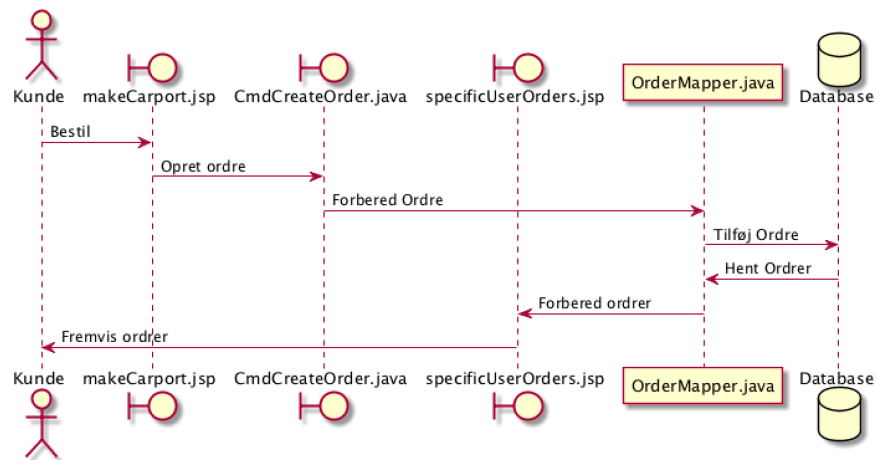 Kunde
makeCarport.jsp
CmdCreateOrder.java
specificUserOrders.jsp
OrderMapper.java
Database
Bestil
Opret ordre
Forbered Ordre
Tilføj Ordre
Hent Ordrer
Forbered ordrer
Fremvis ordrer
Kunde
makeCarport.jsp
CmdCreateOrder.java
specificUserOrders.jsp
OrderMapper.java
Database